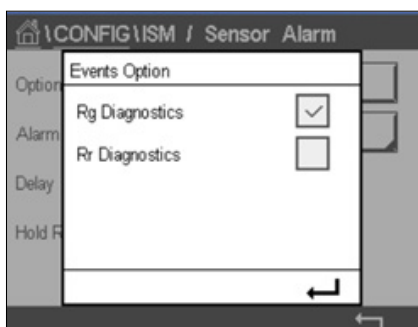 \CONFIG\ISM / Sensor Alarm
Events Option
Option
Rg Diagnostics
Alarm
Rr Diagnostics
Delay
Hold R